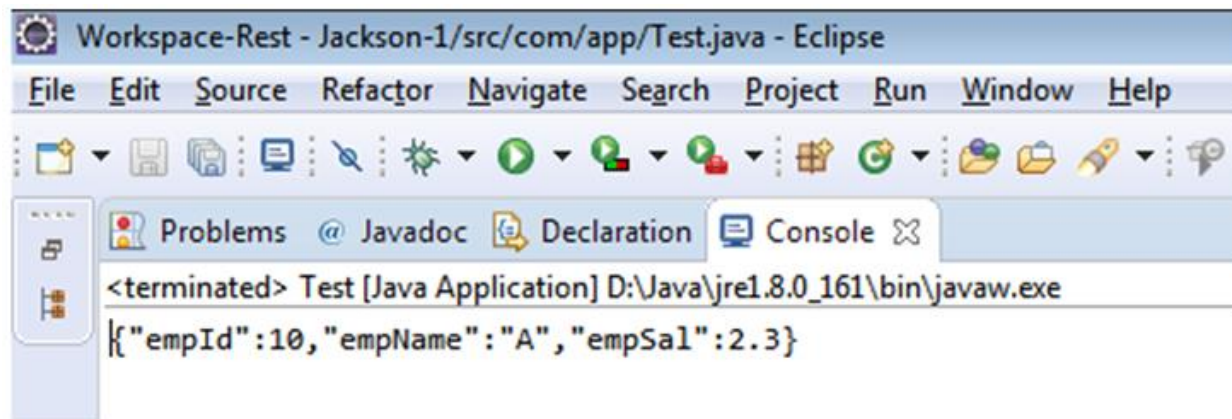 Workspace-Rest - Jackson-1/src/com/app/Test.java - Eclipse
File Edit Source Refactor Navigate Search Project Run Window Help
Problems @ Javadoc Declaration Console
<terminated> Test [Java Application] D:\Java\jre1.8.0_161\bin\javaw.exe
{"empId":10,"empName":"A","empSal":2.3}